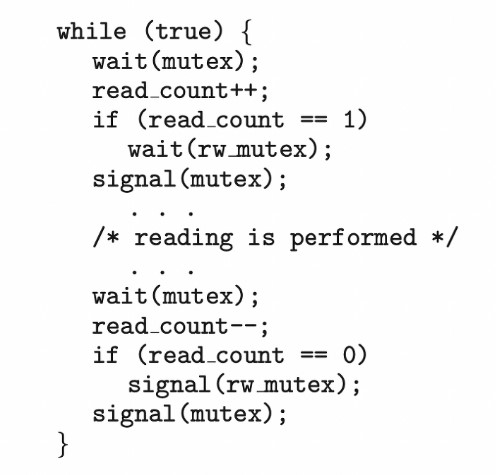 while (true) {
wait(mutex);
read_count++;
if (read_count == 1)
wait(rw_mutex);
signal(mutex);
. . .
/* reading is performed */
. . .
wait(mutex);
read_count--;
if (read_count == 0)
signal(rw_mutex);
signal(mutex);
}